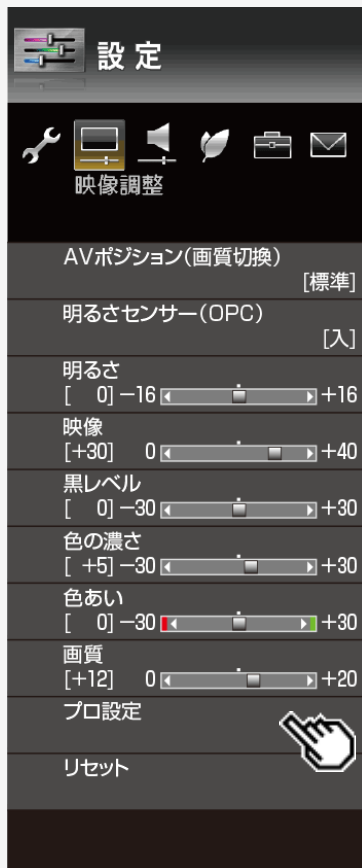 設定
映像調整
AVポジション(画質切換)
[標準]
明るさセンサー(OPC)
[入]
明るさ
[ 0] －16 +16
映像
[+30] 0 +40
黒レベル
[ 0] －30 +30
色の濃さ
[ +5] －30 +30
色あい
[ 0] －30 +30
画質
[+12] 0 +20
プロ設定
リセット